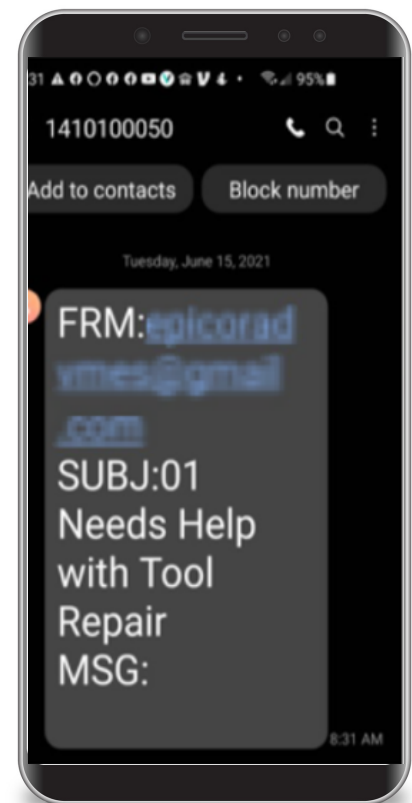 31
95%
1410100050
Add to contacts
Block number
Tuesday, June 15, 2021
FRM:
SUBJ:01
Needs Help
with Tool
Repair
MSG:
8:31 AM